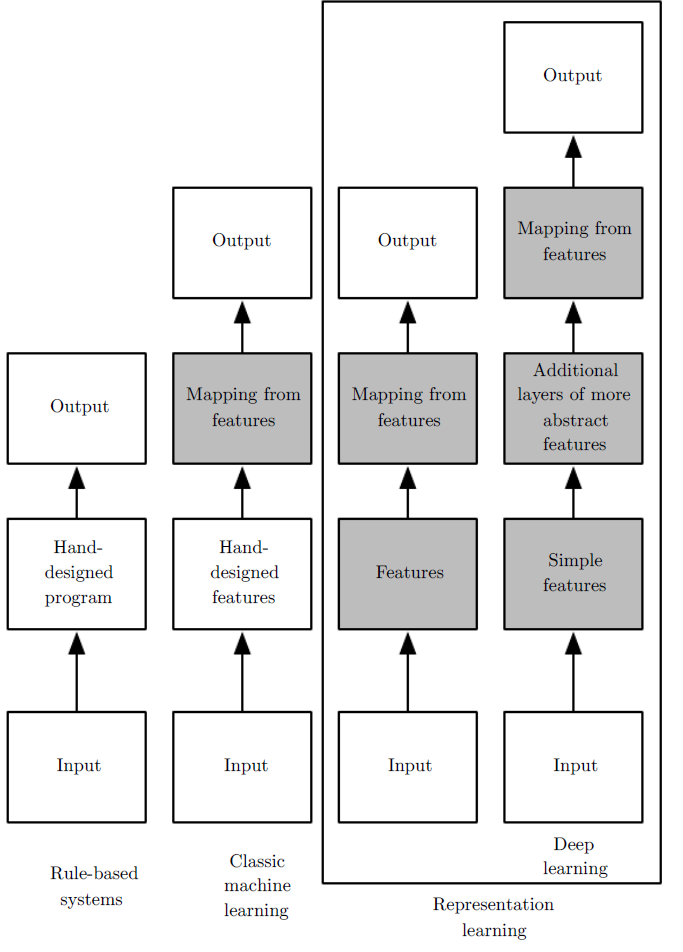 Output
Mapping from
features
Additional
layers of more
abstract
features
Simple
features
Input
Deep
learning
Output
Mapping from
features
Features
Input
Representation
learning
Output
Mapping from
features
Hand-
designed
features
Input
Classic
machine
learning
Output
Hand-
designed
program
Input
Rule-based
systems